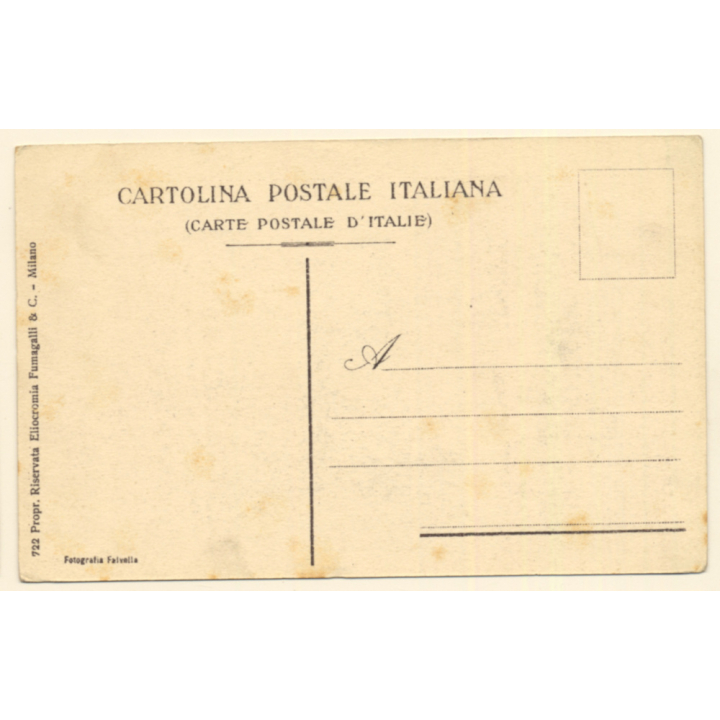 CARTOLINA POSTALE ITALIANA
(CARTE POSTALE D'ITALIE)
A
722 Propr. Riservata Eliocromia Fumagalli & C. - Milano
Fotografia Falvella